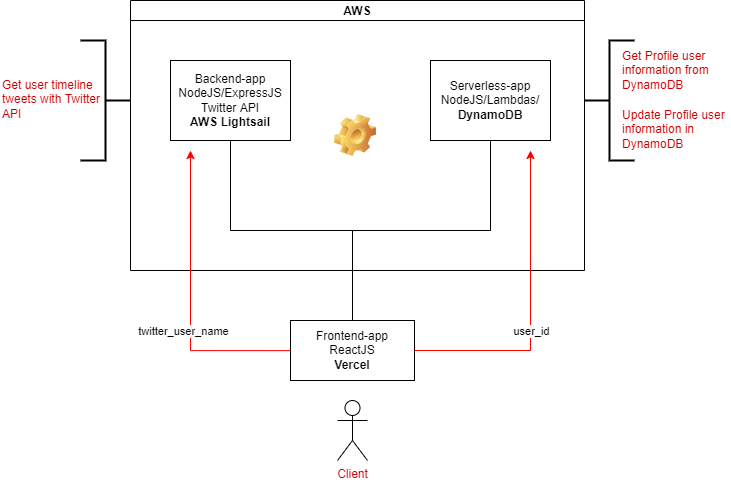 AWS
Get user timeline
tweets with Twitter
API
Backend-app
NodeJS/ExpressJS
Twitter API
AWS Lightsail
Serverless-app
NodeJS/Lambdas/
DynamoDB
Get Profile user
information from
DynamoDB
Update Profile user
information in
DynamoDB
twitter_user_name
user_id
Frontend-app
ReactJS
Vercel
Client